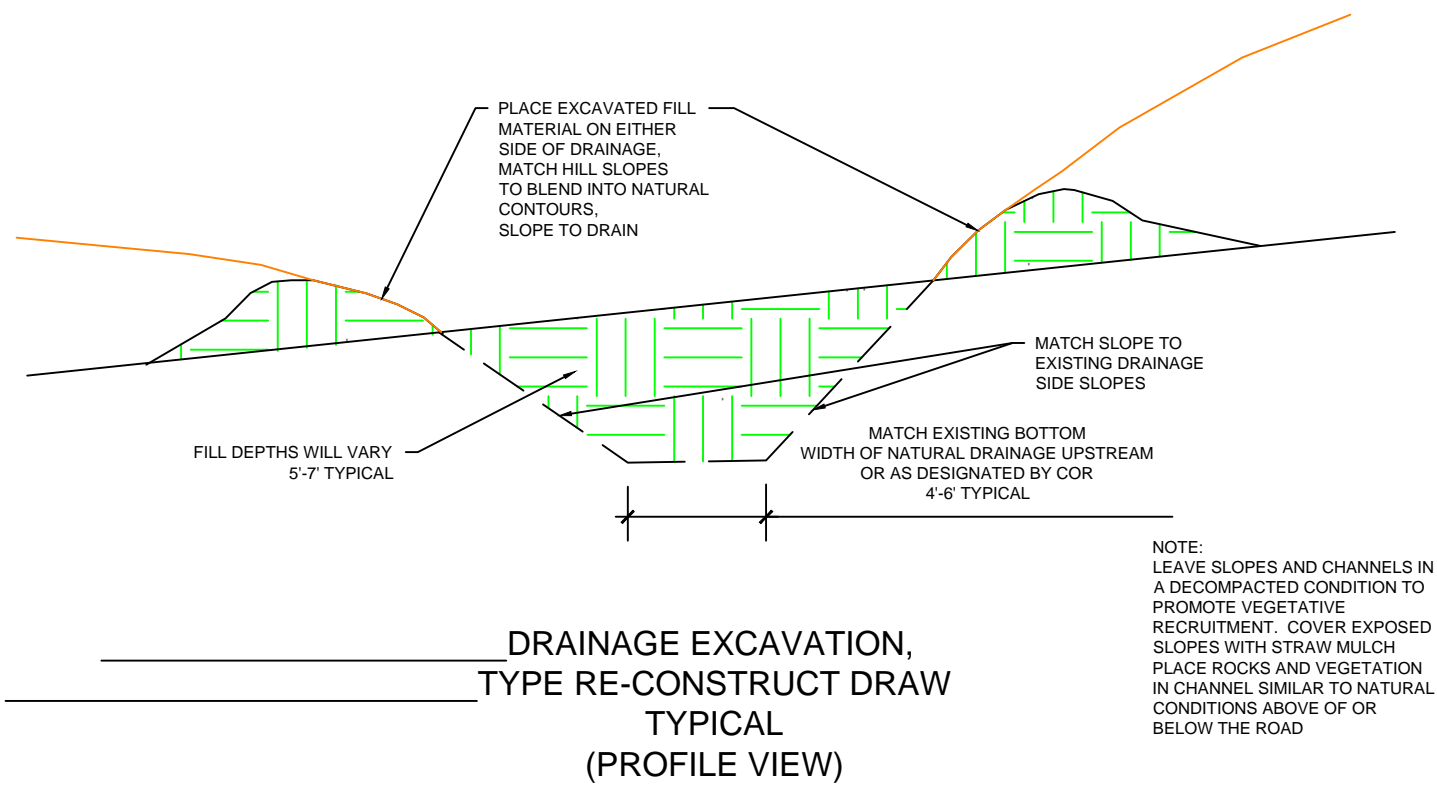 PLACE EXCAVATED FILL
MATERIAL ON EITHER
SIDE OF DRAINAGE,
MATCH HILL SLOPES
TO BLEND INTO NATURAL
CONTOURS,
SLOPE TO DRAIN
MATCH SLOPE TO
EXISTING DRAINAGE
SIDE SLOPES
FILL DEPTHS WILL VARY
5'-7' TYPICAL
MATCH EXISTING BOTTOM
WIDTH OF NATURAL DRAINAGE UPSTREAM
OR AS DESIGNATED BY COR
4'-6' TYPICAL
NOTE:
LEAVE SLOPES AND CHANNELS IN
A DECOMPACTED CONDITION TO
PROMOTE VEGETATIVE
RECRUITMENT.  COVER EXPOSED
SLOPES WITH STRAW MULCH
PLACE ROCKS AND VEGETATION
IN CHANNEL SIMILAR TO NATURAL
CONDITIONS ABOVE OF OR
BELOW THE ROAD
DRAINAGE EXCAVATION,
TYPE RE-CONSTRUCT DRAW
TYPICAL
(PROFILE VIEW)